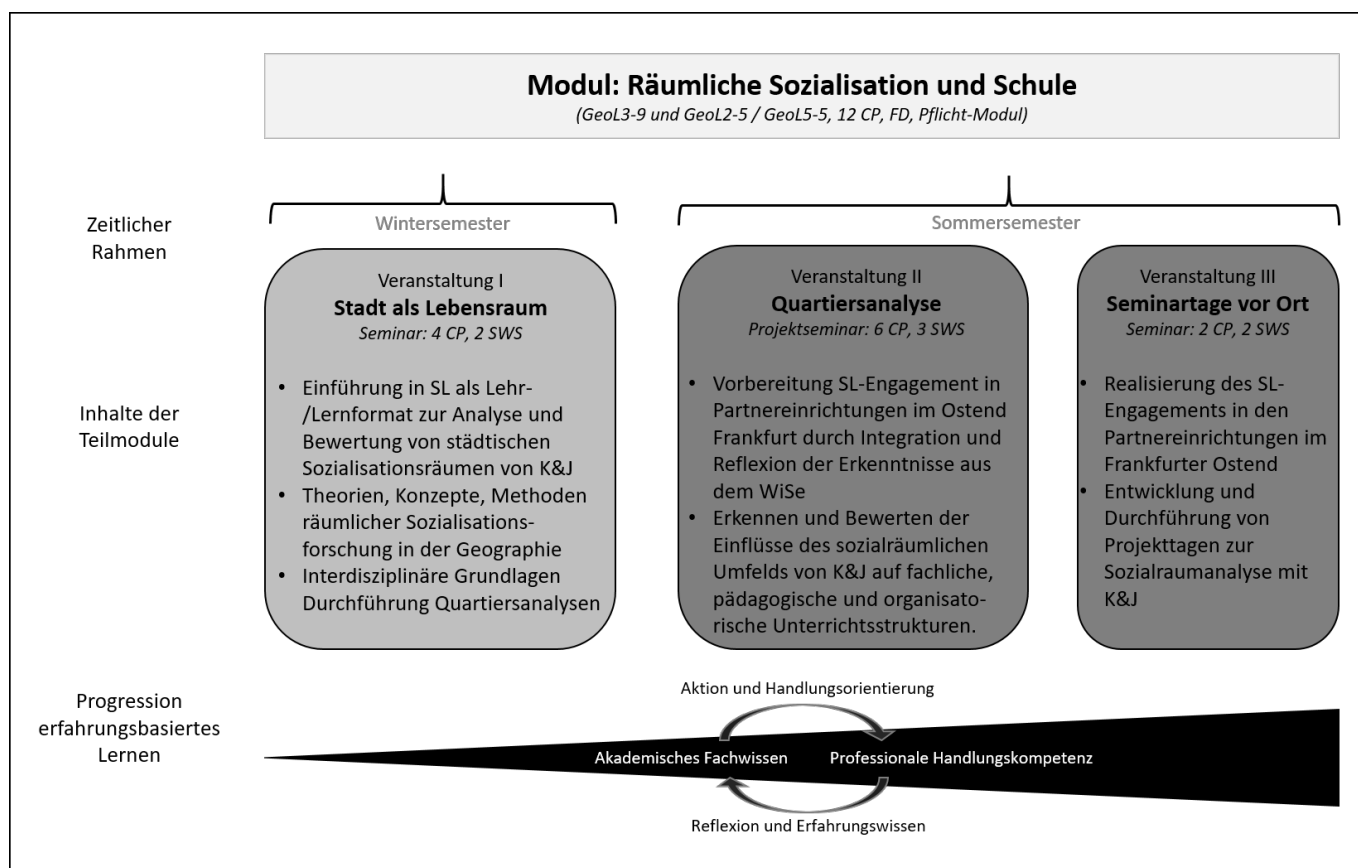 Modul: Räumliche Sozialisation und Schule
(GeoL3-9 und GeoL2-5 / GeoL5-5, 12 CP, FD, Pflicht-Modul)
Zeitlicher
Rahmen
Wintersemester
Sommersemester
Inhalte der
Teilmodule
Veranstaltung I
Stadt als Lebensraum
Seminar: 4 CP, 2 SWS
• Einführung in SL als Lehr-
/Lernformat zur Analyse und
Bewertung von städtischen
Sozialisationsräumen von K&J
• Theorien, Konzepte, Methoden
räumlicher Sozialisations-
forschung in der Geographie
• Interdisziplinäre Grundlagen
Durchführung Quartiersanalysen
Veranstaltung II
Quartiersanalyse
Projektseminar: 6 CP, 3 SWS
• Vorbereitung SL-Engagement in
Partnereinrichtungen im Ostend
Frankfurt durch Integration und
Reflexion der Erkenntnisse aus
dem WiSe
• Erkennen und Bewerten der
Einflüsse des sozialräumlichen
Umfelds von K&J auf fachliche,
pädagogische und organisato-
rische Unterrichtsstrukturen.
Veranstaltung III
Seminartage vor Ort
Seminar: 2 CP, 2 SWS
• Realisierung des SL-
Engagements in den
Partnereinrichtungen im
Frankfurter Ostend
• Entwicklung und
Durchführung von
Projekttagen zur
Sozialraumanalyse mit
K&J
Progression
erfahrungsbasiertes
Lernen
Aktion und Handlungsorientierung
Akademisches Fachwissen
Professionale Handlungskompetenz
Reflexion und Erfahrungswissen